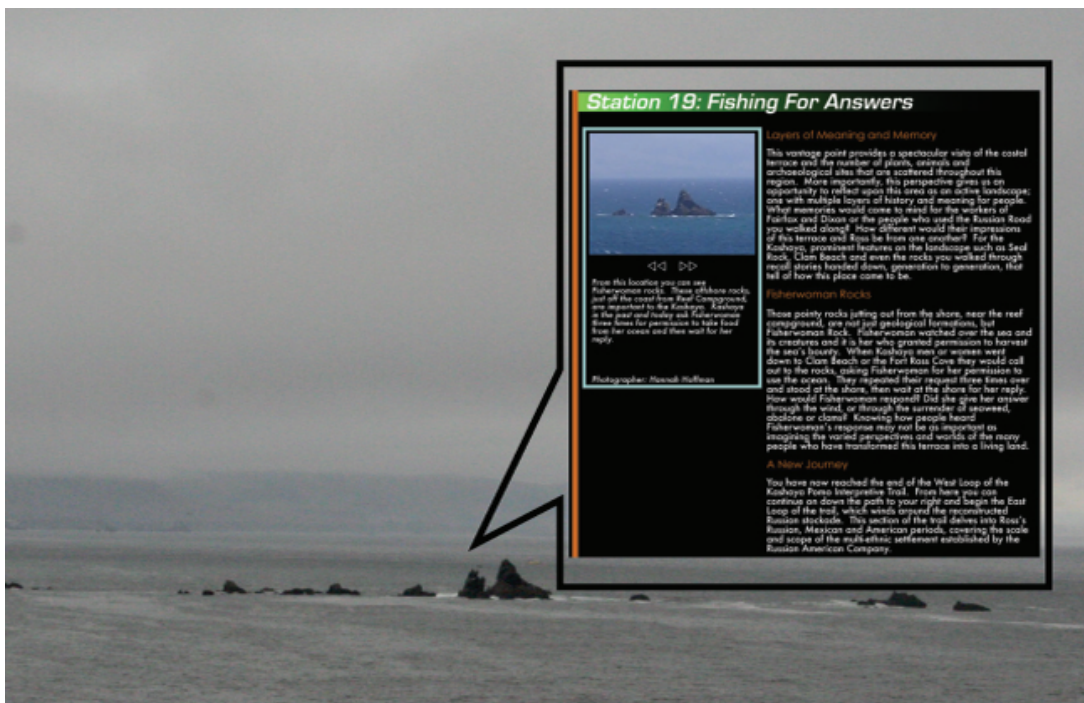 Station 19: Fishing For Answers
From this location you can see
Fisherwoman rocks. These offshore rocks,
just off the coast from Reef Campground,
are important to the Kashaya. Kashaya
in the past and today ask Fisherwoman
three times for permission to take food
from her ocean and then wait for her
reply.
Photographer: Hannah Huffman
Layers of Meaning and Memory
This vantage point provides a spectacular vista of the costal
terrace and the number of plants, animals and
archaeological sites that are scattered throughout this
region. More importantly, this perspective gives us an
opportunity to reflect upon this area as an active landscape;
one with multiple layers of history and meaning for people.
What memories would come to mind for the workers of
Fairfax and Dixon or the people who used the Russian Road
you walked along? How different would their impressions
of this terrace and Ross be from one another? For the
Kashaya, prominent features on the landscape such as Seal
Rock, Clam Beach and even the rocks you walked through
recall stories handed down, generation to generation, that
tell of how this place came to be.
Fisherwoman Rocks
Those pointy rocks jutting out from the shore, near the reef
campground, are not just geological formations, but
Fisherwoman Rock. Fisherwoman watched over the sea and
its creatures and it is her who granted permission to harvest
the sea's bounty. When Kashaya men or women went
down to Clam Beach or the Fort Ross Cove they would call
out to the rocks, asking Fisherwoman for her permission to
use the ocean. They repeated their request three times over
and stood at the shore, then wait at the shore for her reply.
How would Fisherwoman respond? Did she give her answer
through the wind, or through the surrender of seaweed,
abalone or clams? Knowing how people heard
Fisherwoman's response may not be as important as
imagining the varied perspectives and worlds of the many
people who have transformed this terrace into a living land.
A New Journey
You have now reached the end of the West Loop of the
Kashaya Pomo Interpretive Trail. From here you can
continue on down the path to your right and begin the East
Loop of the trail, which winds around the reconstructed
Russian stockade. This section of the trail delves into Ross's
Russian, Mexican and American periods, covering the scale
and scope of the multi-ethnic settlement established by the
Russian American Company.